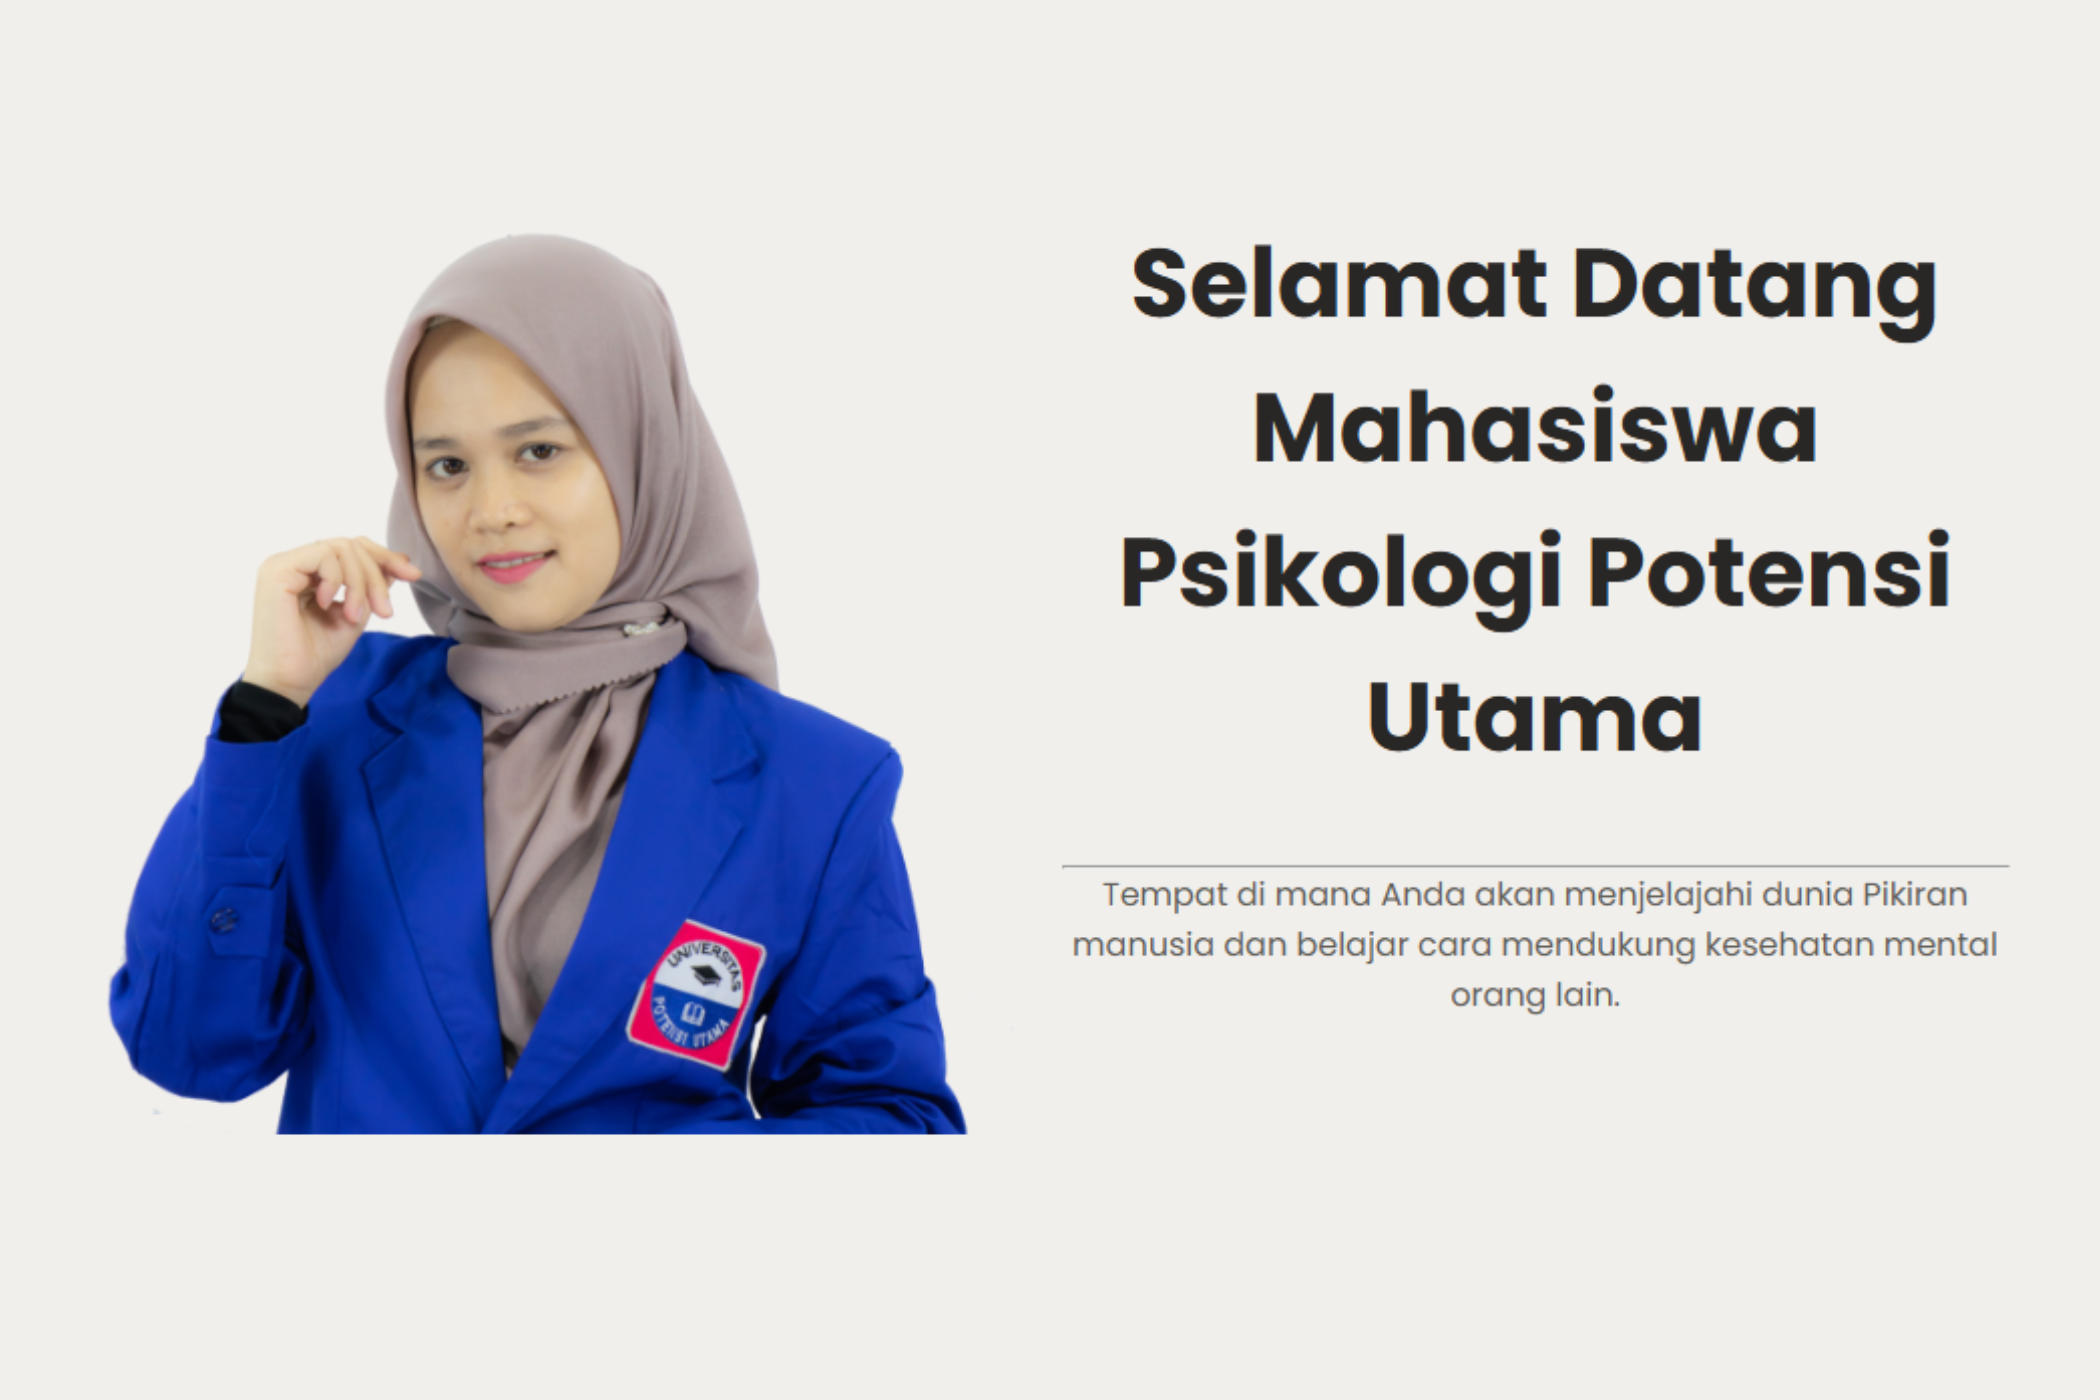 Selamat Datang
Mahasiswa
Psikologi Potensi
Utama
Tempat di mana Anda akan menjelajahi dunia Pikiran
manusia dan belajar cara mendukung kesehatan mental
orang lain.
UNIVERSITAS
POTENSI UTAMA